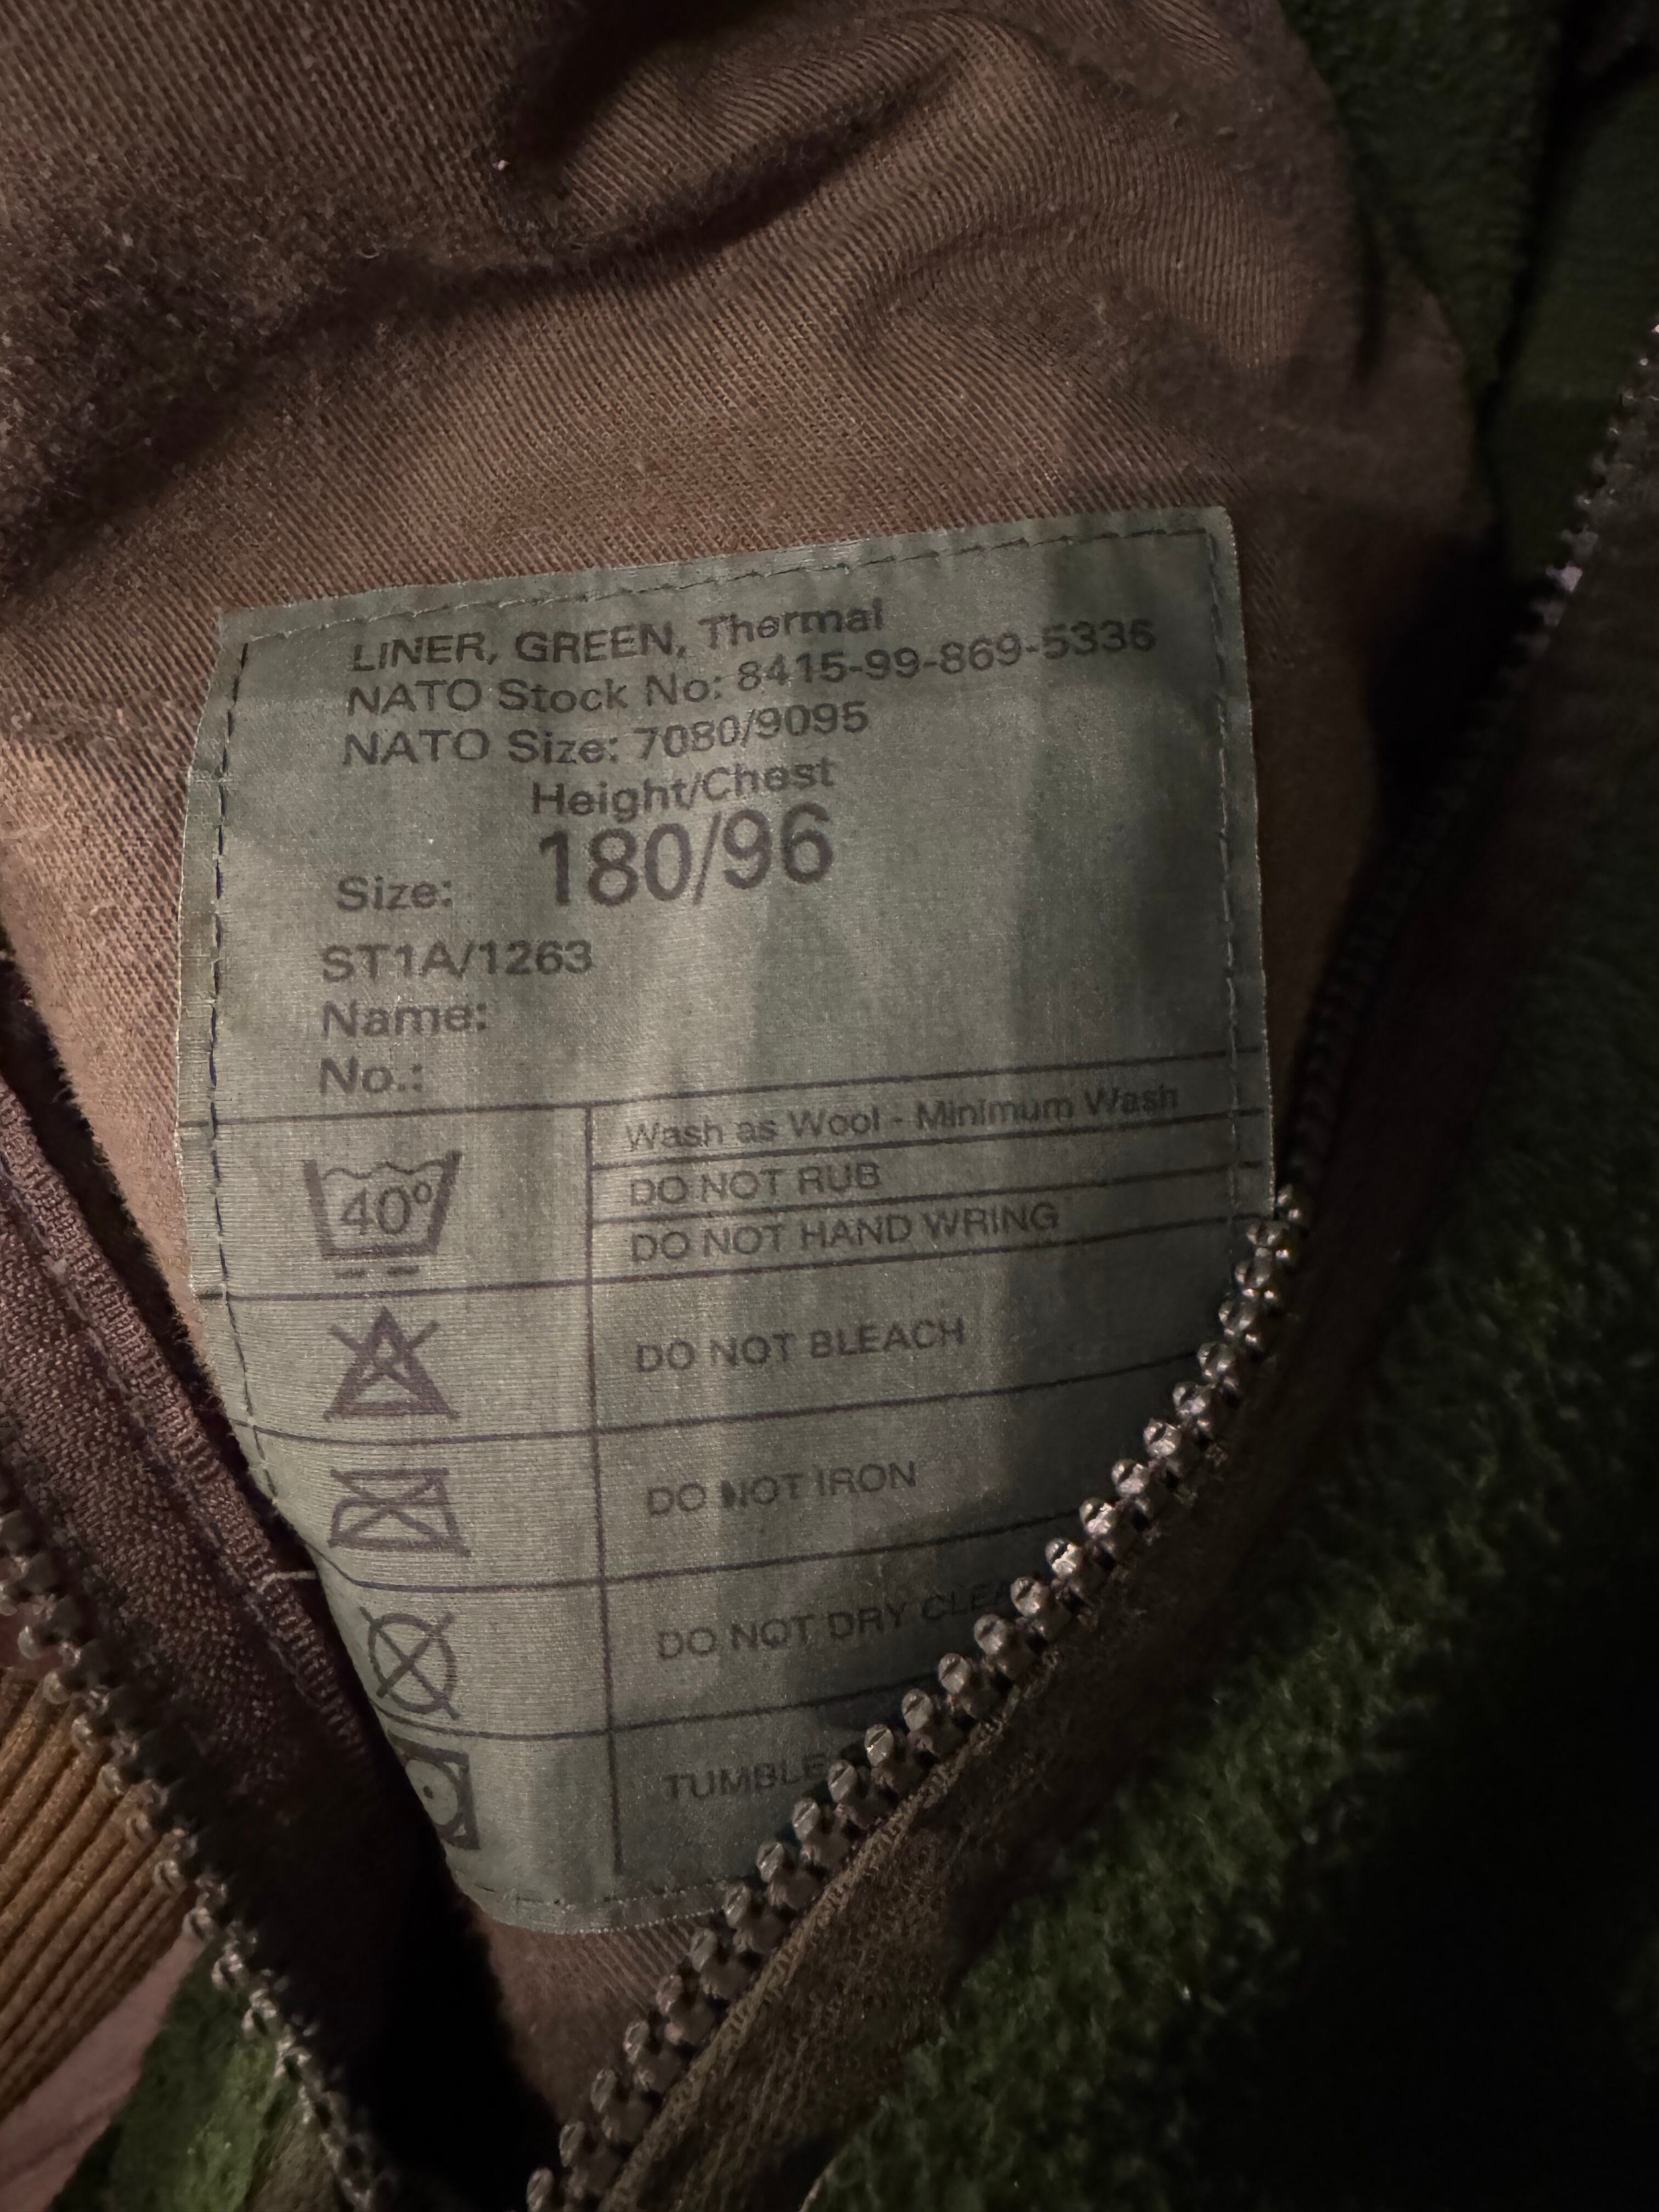 LINER, GREEN, Thermal
NATO Stock No: 8415-99-869-5336
NATO Size: 7080/9095
Height/Chest
Size: 180/96
ST1A/1263
Name:
No.:
Wash as Wool - Minimum Wash
40°
DO NOT RUB
DO NOT HAND WRING
DO NOT BLEACH
DO NOT IRON
DO NOT DRY CLEA
TUMBLE